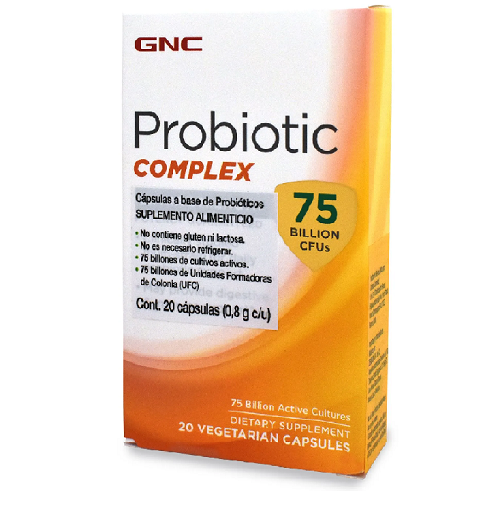 GNC
Probiotic
COMPLEX
Cápsulas a base de Probióticos
SUPLEMENTO ALIMENTICIO
• No contiene gluten ni lactosa.
• No es necesario refrigerar.
• 75 billones de cultivos activos.
• 75 billones de Unidades Formadoras
de Colonia (UFC)
Cont. 20 cápsulas (0,8 g c/u)
75
BILLION
CFUs
75 Billion Active Cultures
DIETARY SUPPLEMENT
20 VEGETARIAN CAPSULES